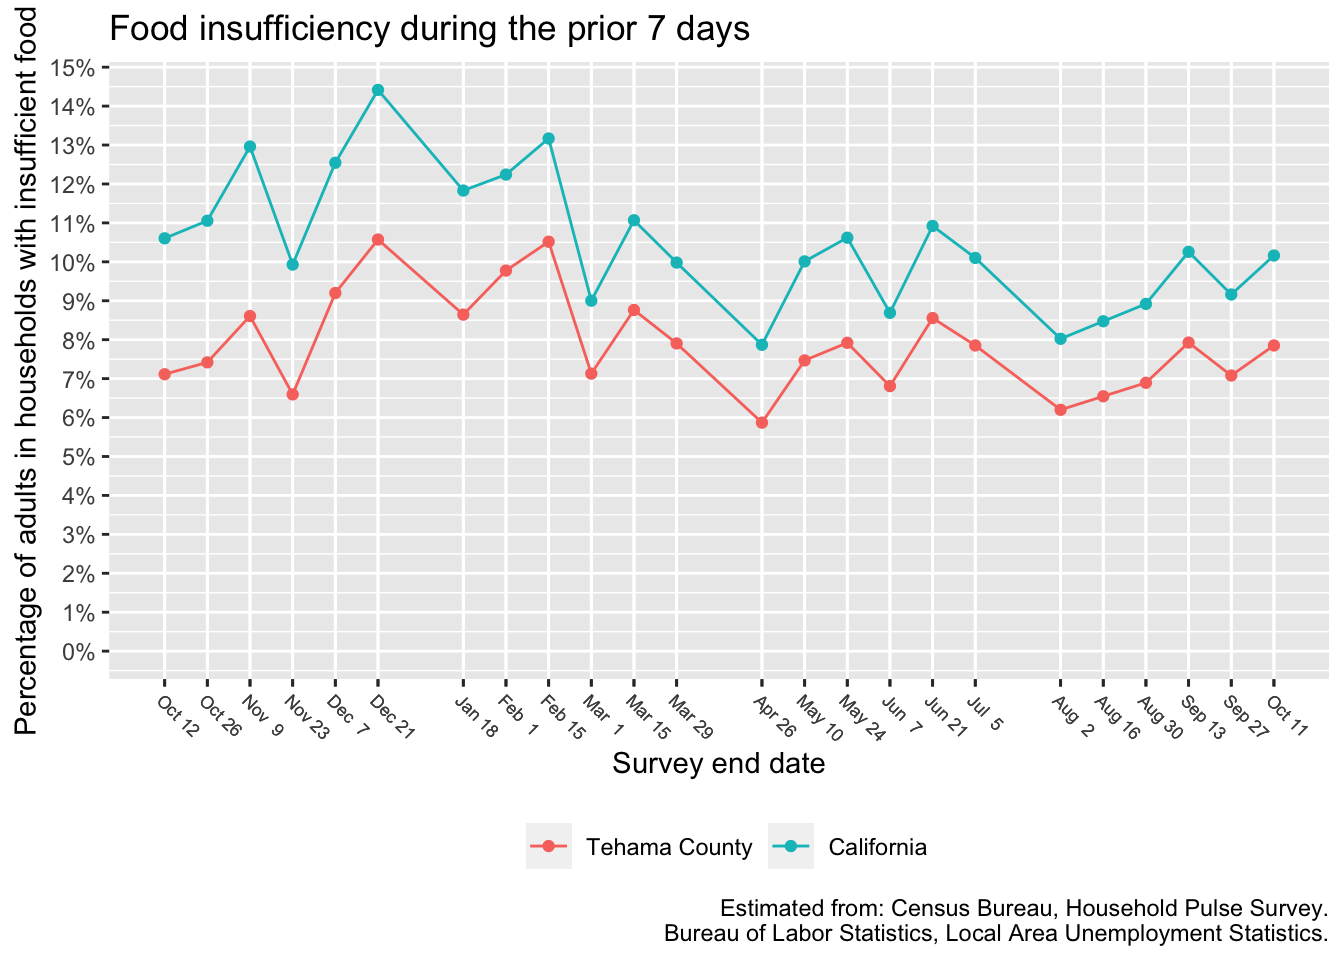 Food insufficiency during the prior 7 days
Percentage of adults in households with insufficient food
15%
14%
13%
12%
11%
10%
9%
8%
7%
6%
5%
4%
3%
2%
1%
0%
Oct 12
Oct 26
Nov 9
Nov 23
Dec 7
Dec 21
Jan 18
Feb 1
Feb 15
Mar 1
Mar 15
Mar 29
Apr 26
May 10
May 24
Jun 7
Jun 21
Jul 5
Aug 2
Aug 16
Aug 30
Sep 13
Sep 27
Oct 11
Survey end date
Tehama County
California
Estimated from: Census Bureau, Household Pulse Survey.
Bureau of Labor Statistics, Local Area Unemployment Statistics.